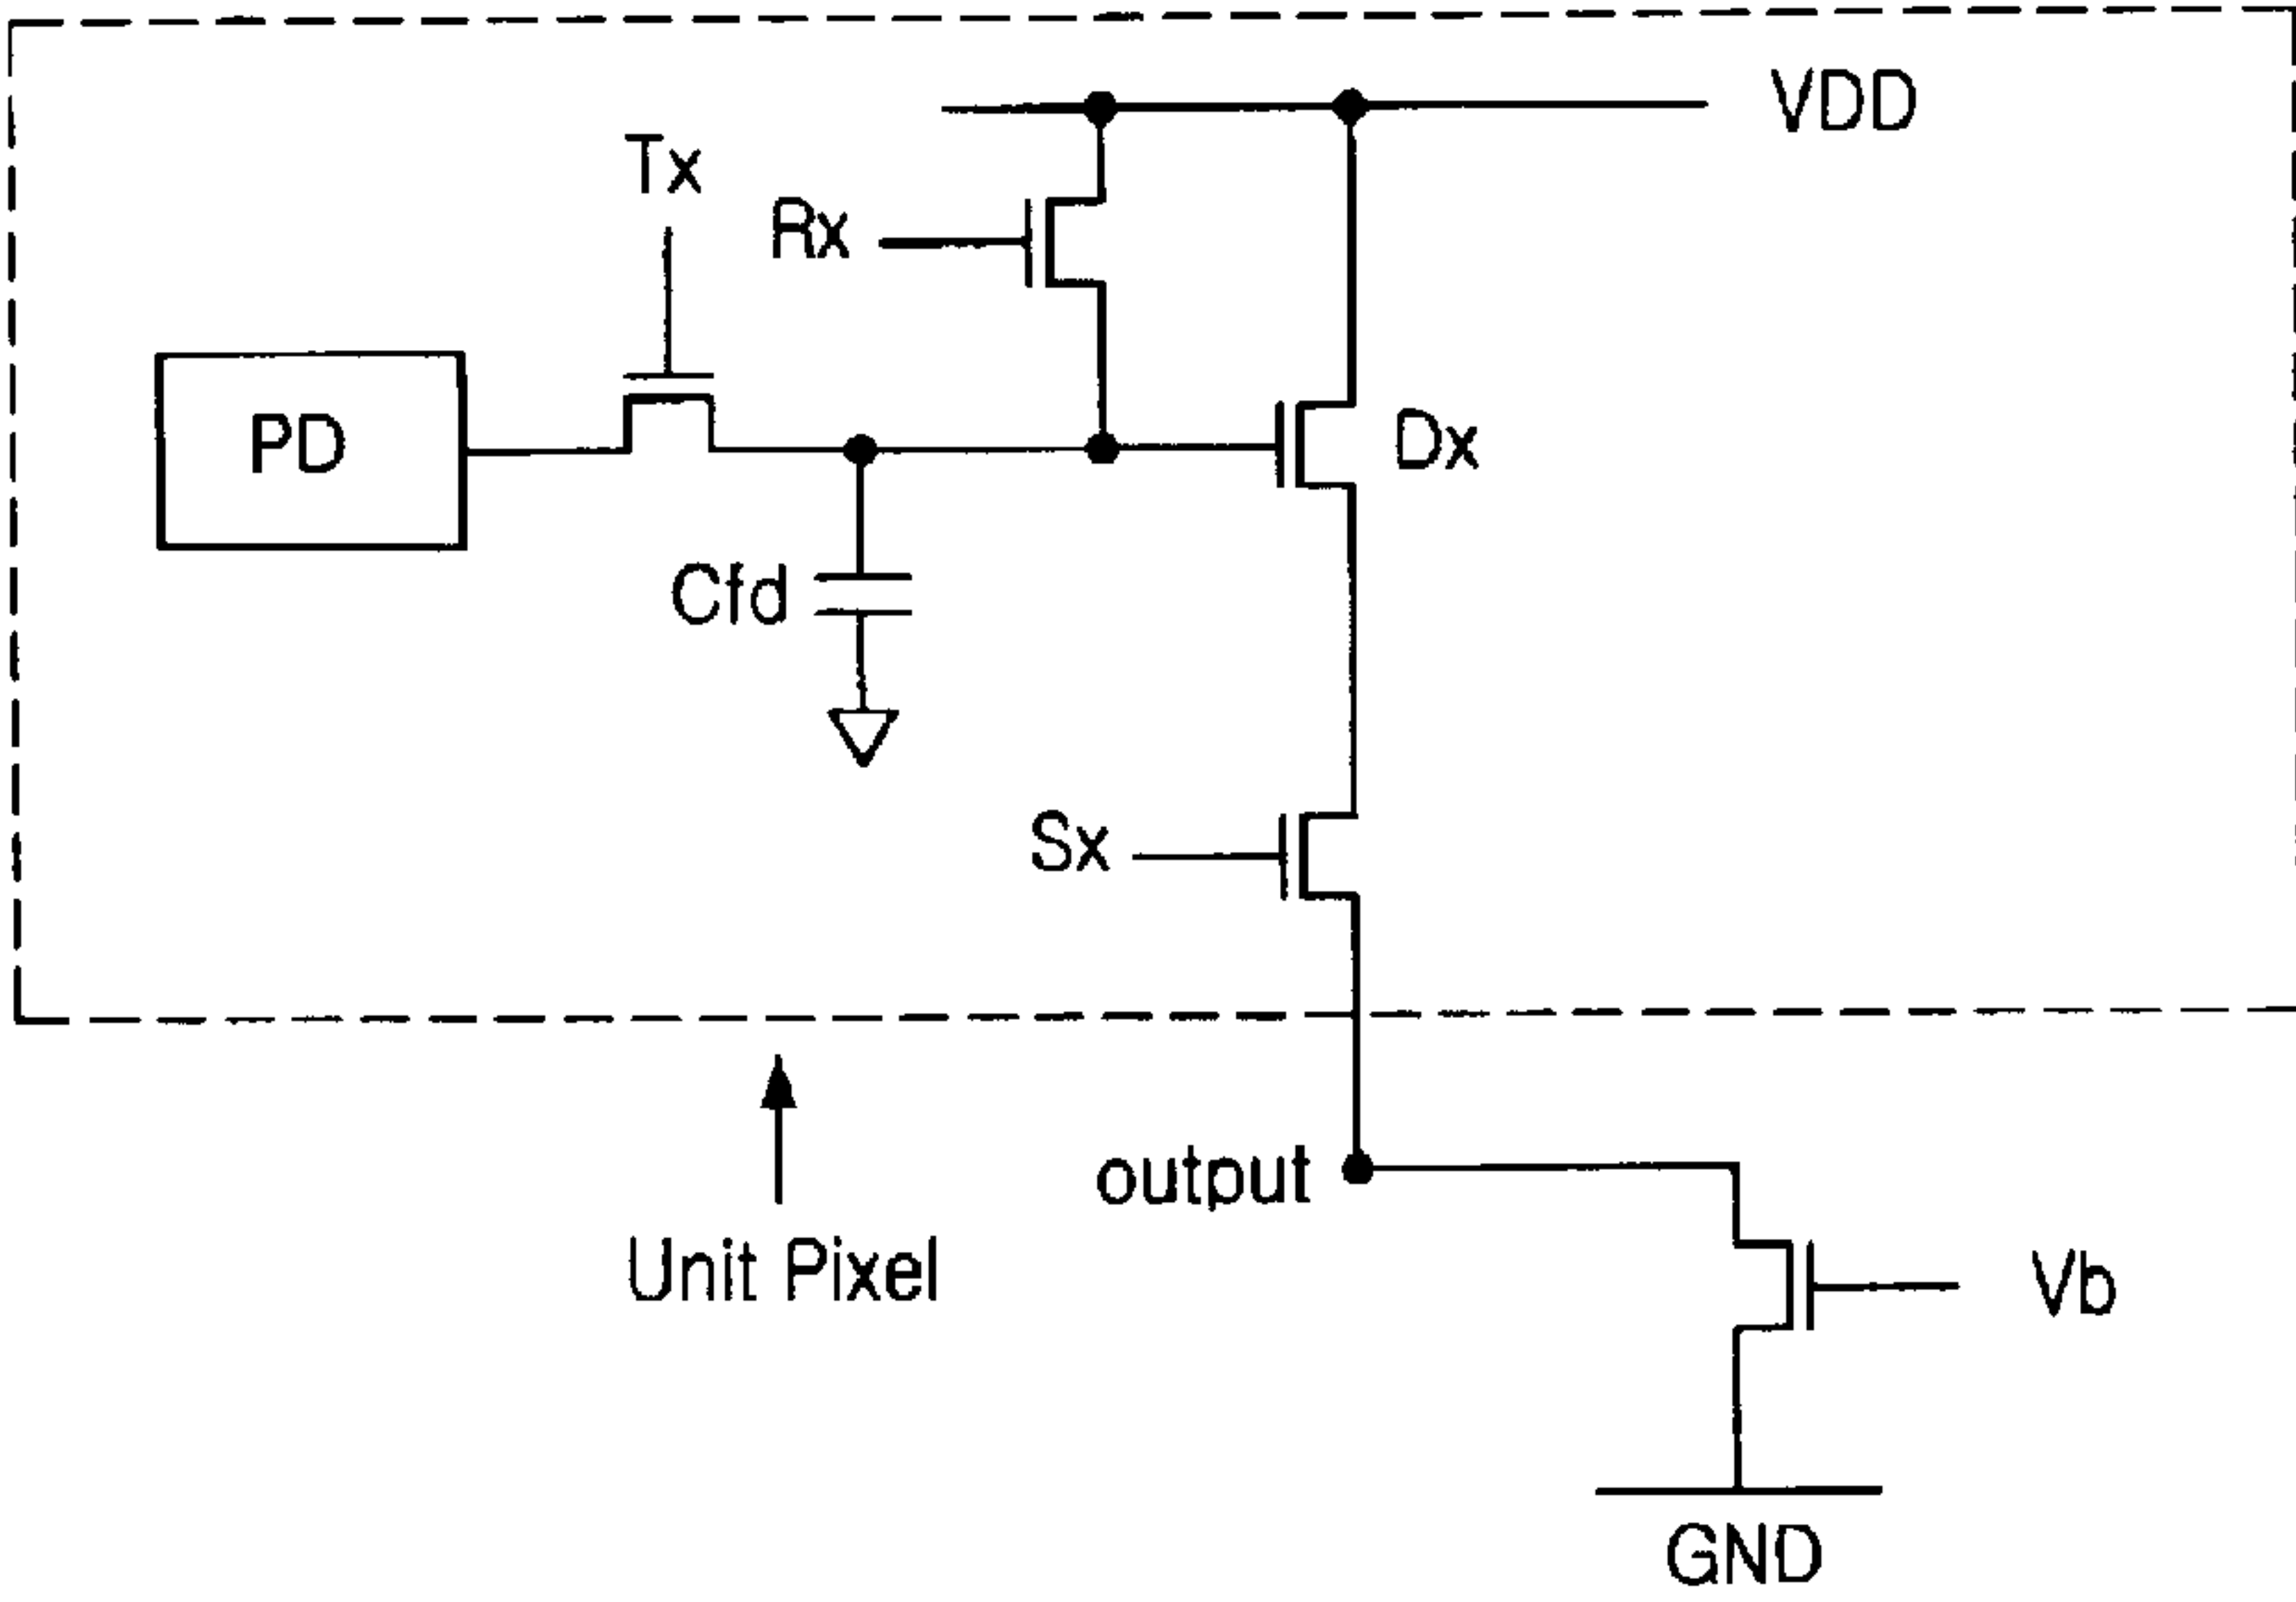 VDD
Tx
Rx
PD
Dx
Cfd
Sx
output
Unit Pixel
Vb
GND